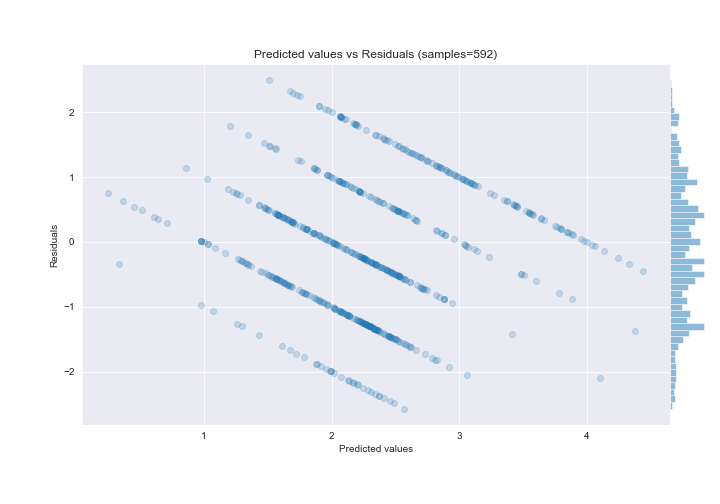 Predicted values vs Residuals (samples=592)
2
1
0
−1
−2
Residuals
1 2 3 4
Predicted values